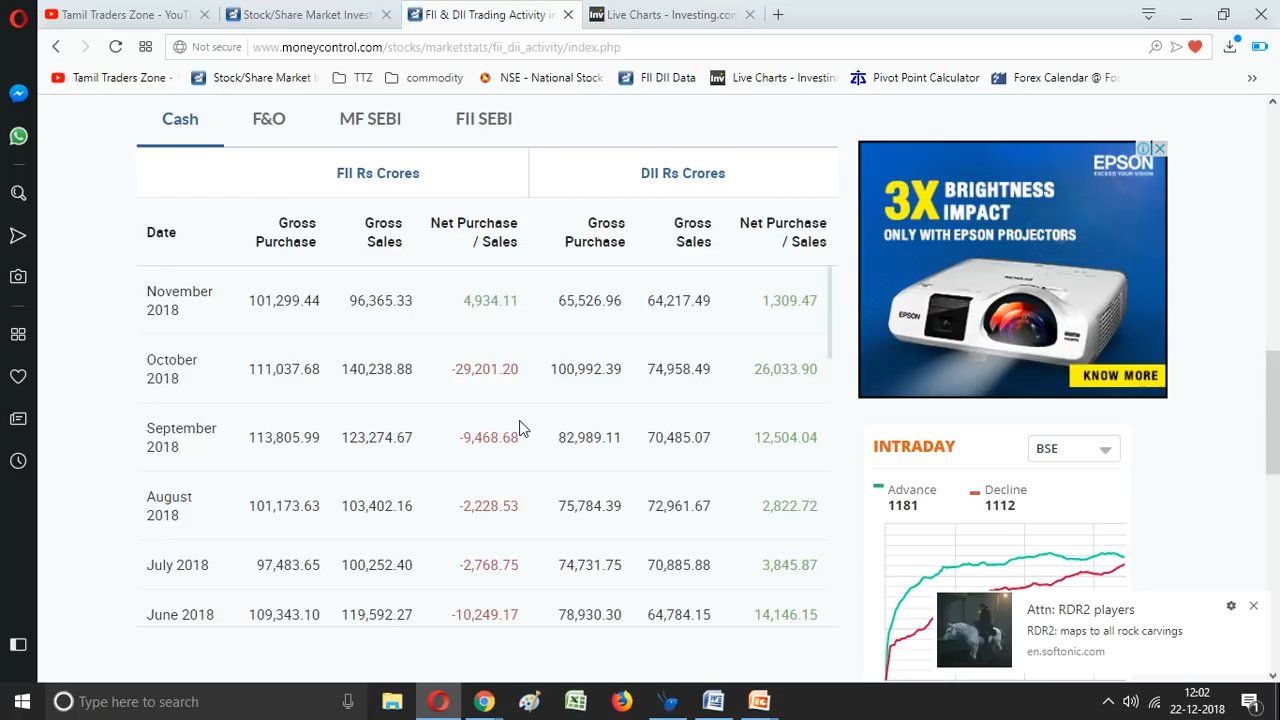 Tamil Traders Zone - YouT
Stock/Share Market Invest
FII & DII Trading Activity in
Live Charts - Investing.con
Not secure www.moneycontrol.com/stocks/marketstats/fii_dii_activity/index.php
Tamil Traders Zone - Stock/Share Market In TTZ commodity NSE - National Stock FII DII Data Live Charts - Investin Pivot Point Calculator Forex Calendar @ Fo
Cash F&O MF SEBI FII SEBI
FII Rs Crores DII Rs Crores
Date Gross Purchase Gross Sales Net Purchase / Sales Gross Purchase Gross Sales Net Purchase / Sales
November 2018 101,299.44 96,365.33 4,934.11 65,526.96 64,217.49 1,309.47
October 2018 111,037.68 140,238.88 -29,201.20 100,992.39 74,958.49 26,033.90
September 2018 113,805.99 123,274.67 -9,468.68 82,989.11 70,485.07 12,504.04
August 2018 101,173.63 103,402.16 -2,228.53 75,784.39 72,961.67 2,822.72
July 2018 97,483.65 100,252.40 -2,768.75 74,731.75 70,885.88 3,845.87
June 2018 109,343.10 119,592.27 -10,249.17 78,930.30 64,784.15 14,146.15
EPSON
EXCEED YOUR VISION
3X BRIGHTNESS
IMPACT
ONLY WITH EPSON PROJECTORS
EPSON
KNOW MORE
INTRADAY BSE
Advance Decline
1181 1112
Attn: RDR2 players
RDR2: maps to all rock carvings
en.softonic.com
Type here to search
12:02
22-12-2018